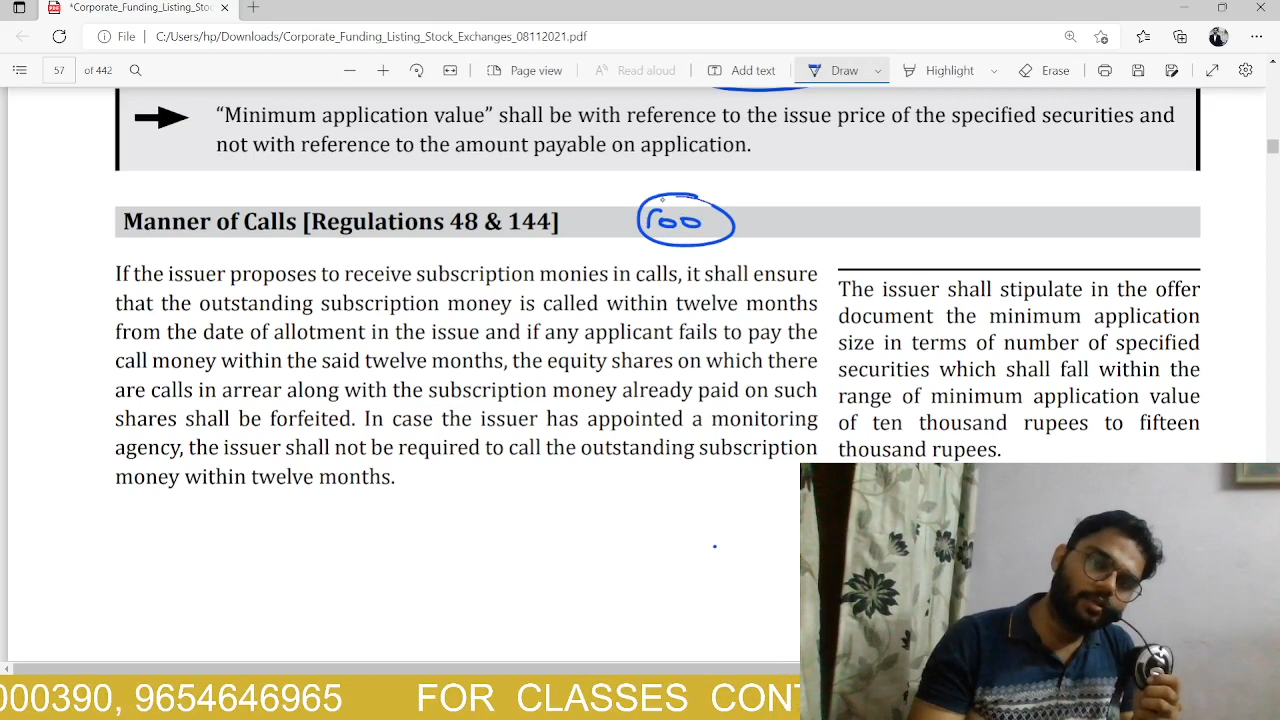 *Corporate_Funding_Listing_Sto
File
C:/Users/hp/Downloads/Corporate_Funding_Listing_Stock_Exchanges_08112021.pdf
57 of 442
Page view
Read aloud
Add text
Draw
Highlight
Erase
“Minimum application value” shall be with reference to the issue price of the specified securities and
not with reference to the amount payable on application.
Manner of Calls [Regulations 48 & 144]
100
If the issuer proposes to receive subscription monies in calls, it shall ensure
that the outstanding subscription money is called within twelve months
from the date of allotment in the issue and if any applicant fails to pay the
call money within the said twelve months, the equity shares on which there
are calls in arrear along with the subscription money already paid on such
shares shall be forfeited. In case the issuer has appointed a monitoring
agency, the issuer shall not be required to call the outstanding subscription
money within twelve months.
The issuer shall stipulate in the offer
document the minimum application
size in terms of number of specified
securities which shall fall within the
range of minimum application value
of ten thousand rupees to fifteen
thousand rupees.
000390, 9654646965 FOR CLASSES CONT